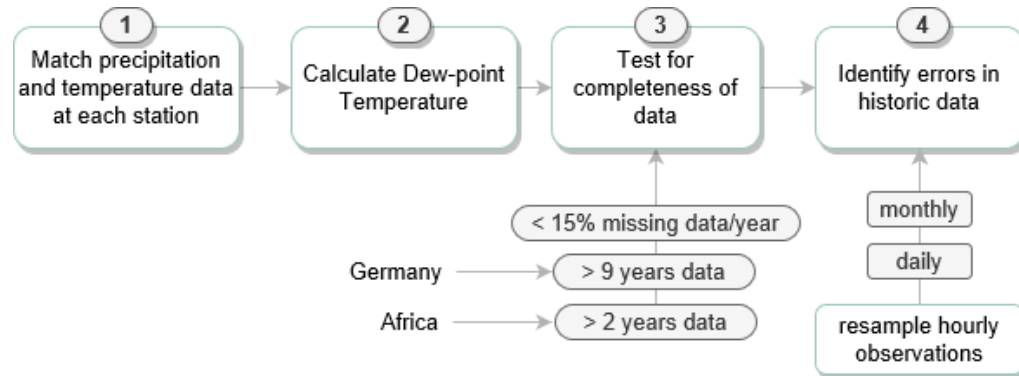 1
Match precipitation
and temperature data
at each station
2
Calculate Dew-point
Temperature
3
Test for
completeness of
data
4
Identify errors in
historic data
< 15% missing data/year
Germany
> 9 years data
Africa
> 2 years data
monthly
daily
resample hourly
observations